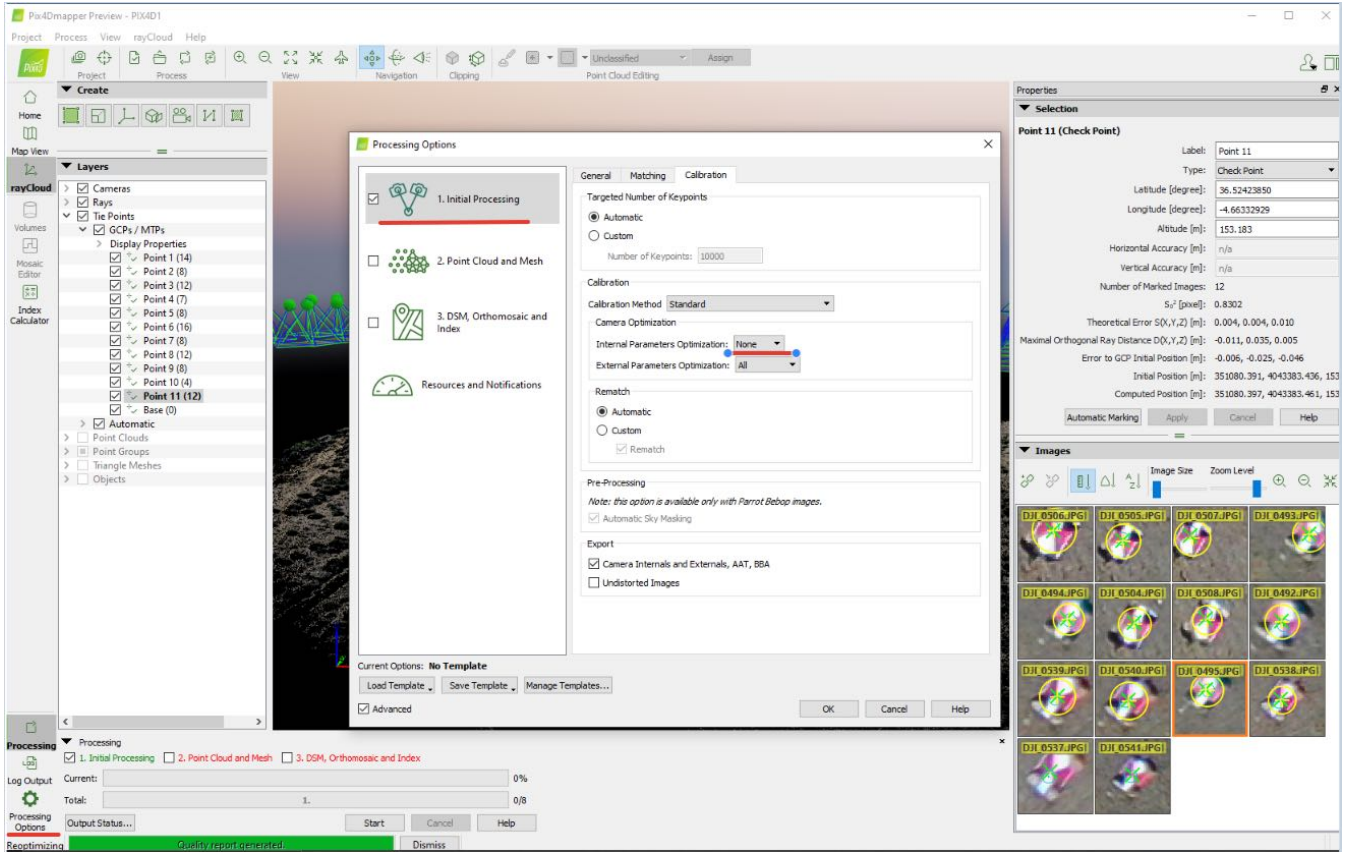 Pix4Dmapper Preview - PIX4D1
Project Process View rayCloud Help
Unclassified Assign
Project Process View Navigation Clipping Point Cloud Editing
Home
Map View
rayCloud
Volumes
Mosaic Editor
Index Calculator
Create
Layers
Cameras
Rays
Tie Points
GCPs / MTPs
Display Properties
Point 1 (14)
Point 2 (8)
Point 3 (12)
Point 4 (7)
Point 5 (8)
Point 6 (16)
Point 7 (8)
Point 8 (12)
Point 9 (8)
Point 10 (4)
Point 11 (12)
Base (0)
Automatic
Point Clouds
Point Groups
Triangle Meshes
Objects
Processing Options
1. Initial Processing
2. Point Cloud and Mesh
3. DSM, Orthomosaic and Index
Resources and Notifications
General Matching Calibration
Targeted Number of Keypoints
Automatic
Custom
Number of Keypoints: 10000
Calibration
Calibration Method Standard
Camera Optimization
Internal Parameters Optimization: None
External Parameters Optimization: All
Rematch
Automatic
Custom
Rematch
Pre-Processing
Note: this option is available only with Parrot Bebop images.
Automatic Sky Masking
Export
Camera Internals and Externals, AAT, BBA
Undistorted Images
Current Options: No Template
Load Template Save Template Manage Templates...
Advanced
OK Cancel Help
Properties
Selection
Point 11 (Check Point)
Label: Point 11
Type: Check Point
Latitude [degree]: 36.52423850
Longitude [degree]: -4.66332929
Altitude [m]: 153.183
Horizontal Accuracy [m]: n/a
Vertical Accuracy [m]: n/a
Number of Marked Images: 12
S₀² [pixel]: 0.8302
Theoretical Error S(X,Y,Z) [m]: 0.004, 0.004, 0.010
Maximal Orthogonal Ray Distance D(X,Y,Z) [m]: -0.011, 0.035, 0.005
Error to GCP Initial Position [m]: -0.006, -0.025, -0.046
Initial Position [m]: 351080.391, 4043383.436, 153
Computed Position [m]: 351080.397, 4043383.461, 153
Automatic Marking Apply Cancel Help
Images
Image Size Zoom Level
DJI_0506.JPG DJI_0505.JPG DJI_0507.JPG DJI_0493.JPG
DJI_0494.JPG DJI_0504.JPG DJI_0508.JPG DJI_0492.JPG
DJI_0539.JPG DJI_0540.JPG DJI_0495.JPG DJI_0538.JPG
DJI_0537.JPG DJI_0541.JPG
Processing
Log Output
Processing Options
Reoptimizing
Processing
1. Initial Processing 2. Point Cloud and Mesh 3. DSM, Orthomosaic and Index
Current: 0%
Total: 1. 0/8
Output Status... Start Cancel Help
Quality report generated. Dismiss